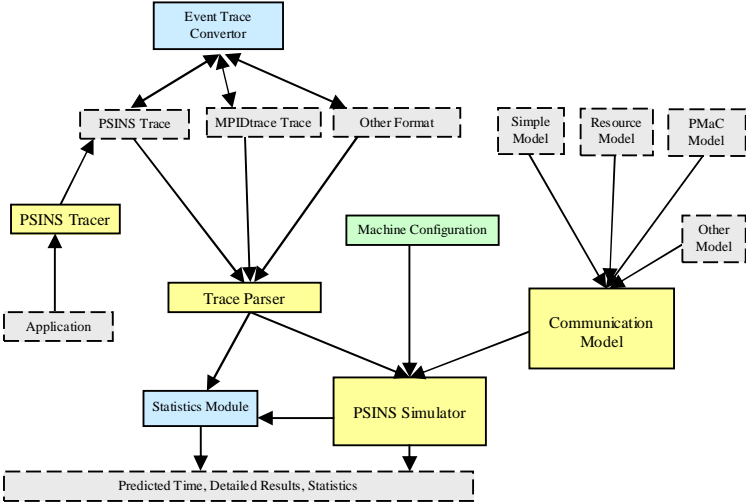 Event Trace
Convertor
PSINS Trace
MPIDtrace Trace
Other Format
Simple
Model
Resource
Model
PMaC
Model
PSINS Tracer
Machine Configuration
Other
Model
Trace Parser
Application
Communication
Model
Statistics Module
PSINS Simulator
Predicted Time, Detailed Results, Statistics